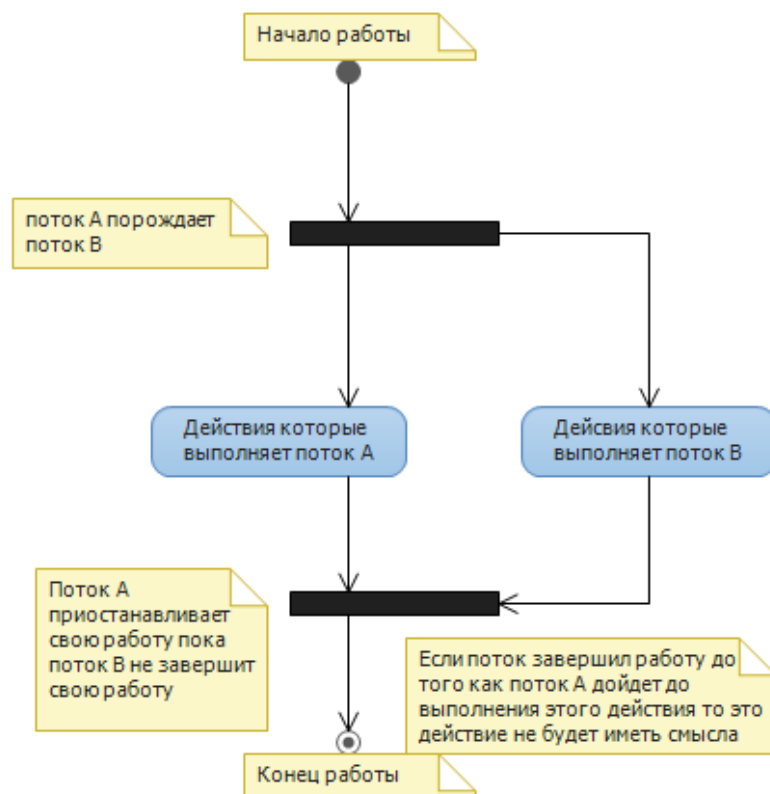 Начало работы
поток А порождает
поток В
Действия которые
выполняет поток А
Дейсвия которые
выполняет поток В
Поток А
приостанавливает
свою работу пока
поток В не завершит
свою работу
Если поток завершил работу до
того как поток А дойдет до
выполнения этого действия то это
действие не будет иметь смысла
Конец работы